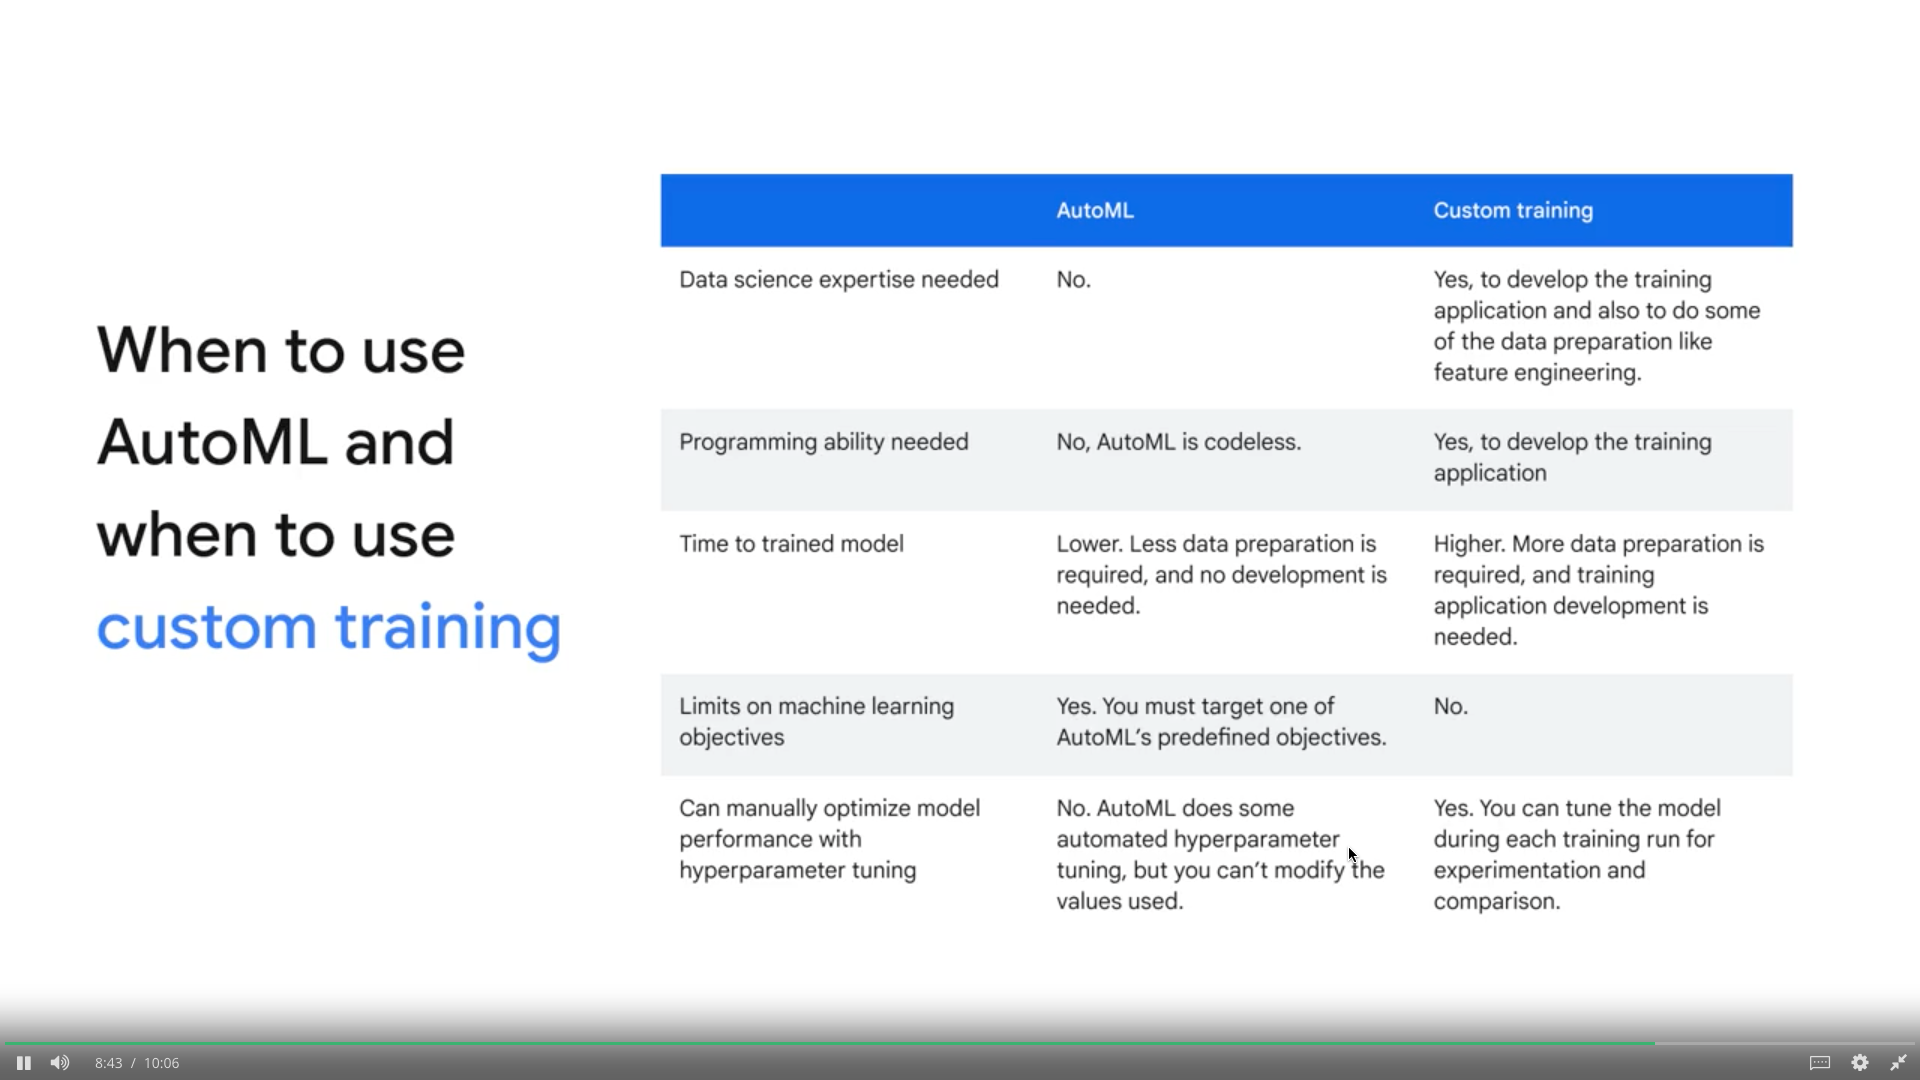 When to use
AutoML and
when to use
custom training
AutoML
Custom training
Data science expertise needed
No.
Yes, to develop the training
application and also to do some
of the data preparation like
feature engineering.
Programming ability needed
No, AutoML is codeless.
Yes, to develop the training
application
Time to trained model
Lower. Less data preparation is
required, and no development is
needed.
Higher. More data preparation is
required, and training
application development is
needed.
Limits on machine learning
objectives
Yes. You must target one of
AutoML’s predefined objectives.
No.
Can manually optimize model
performance with
hyperparameter tuning
No. AutoML does some
automated hyperparameter
tuning, but you can’t modify the
values used.
Yes. You can tune the model
during each training run for
experimentation and
comparison.
8:43 / 10:06